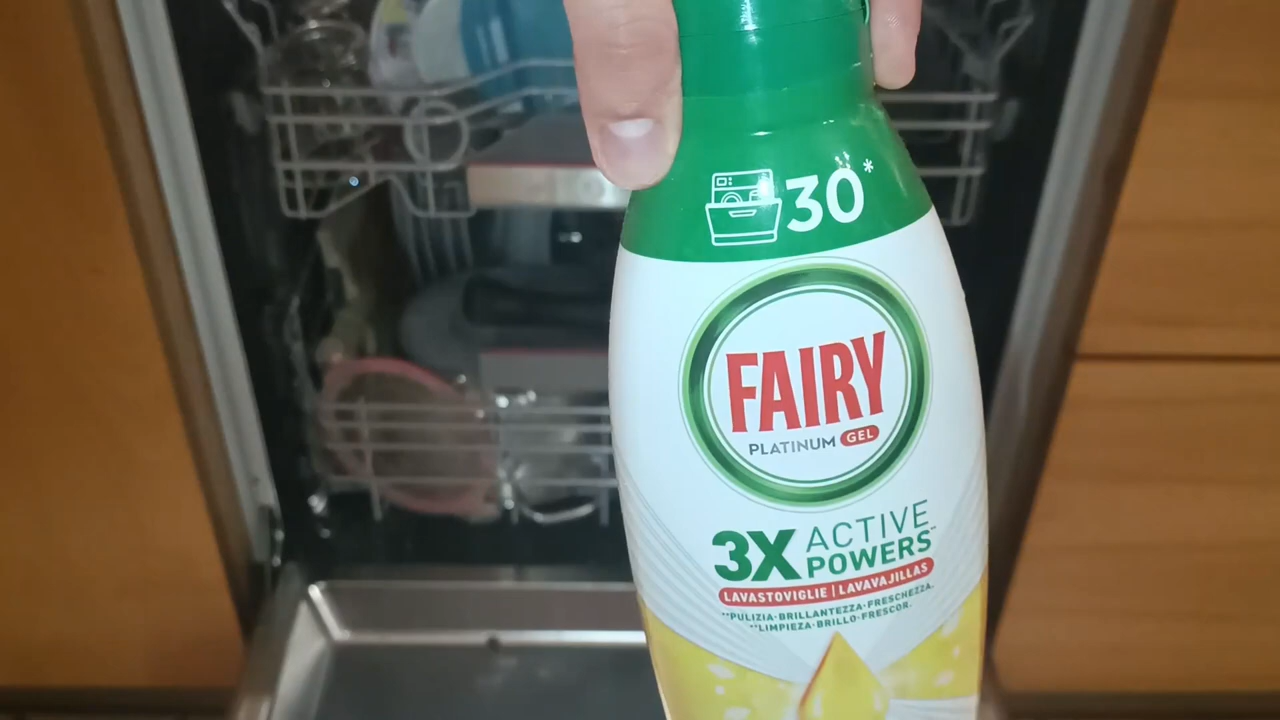 30*
FAIRY
PLATINUM GEL
3X ACTIVE
POWERS**
LAVASTOVIGLIE | LAVAVAJILLAS
**PULIZIA·BRILLANTEZZA·FRESCHEZZA.
**LIMPIEZA·BRILLO·FRESCOR.